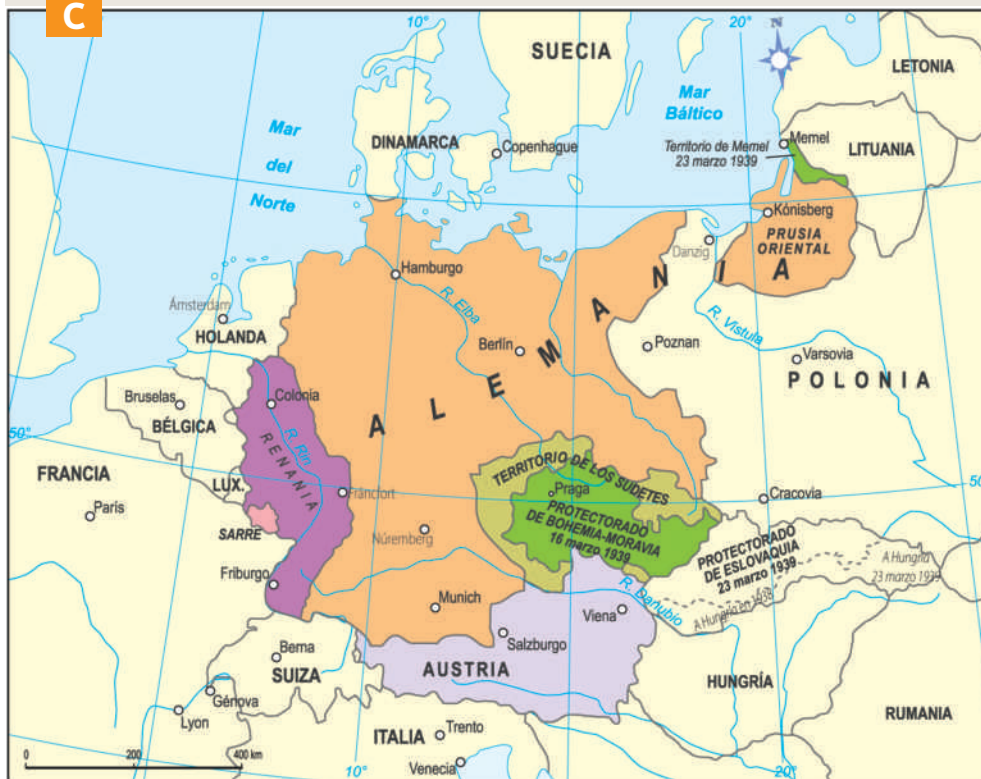 C
10°
20°
N
SUECIA
LETONIA
Mar
Báltico
Mar
del
Norte
DINAMARCA
Copenhague
Memel
Territorio de Memel
23 marzo 1939
LITUANIA
Kónisberg
PRUSIA
ORIENTAL
Danzig
Hamburgo
R. Elba
ALEMANIA
R. Vístula
Ámsterdam
HOLANDA
Berlín
Poznan
Varsovia
POLONIA
Bruselas
BÉLGICA
Colonia
R. Rin
RENANIA
50°
50°
FRANCIA
LUX.
Paris
SARRE
Fráncfort
Núremberg
TERRITORIO DE LOS SUDETES
Praga
PROTECTORADO
DE BOHEMIA-MORAVIA
16 marzo 1939
Cracovia
PROTECTORADO
DE ESLOVAQUIA
23 marzo 1939
A Hungría
23 marzo 1939
A Hungría en 1938
Friburgo
Munich
R. Danubio
Viena
Salzburgo
AUSTRIA
Berna
SUIZA
HUNGRÍA
Génova
Lyon
RUMANIA
ITALIA
Trento
Venecia
0 200 400 km
10°
20°